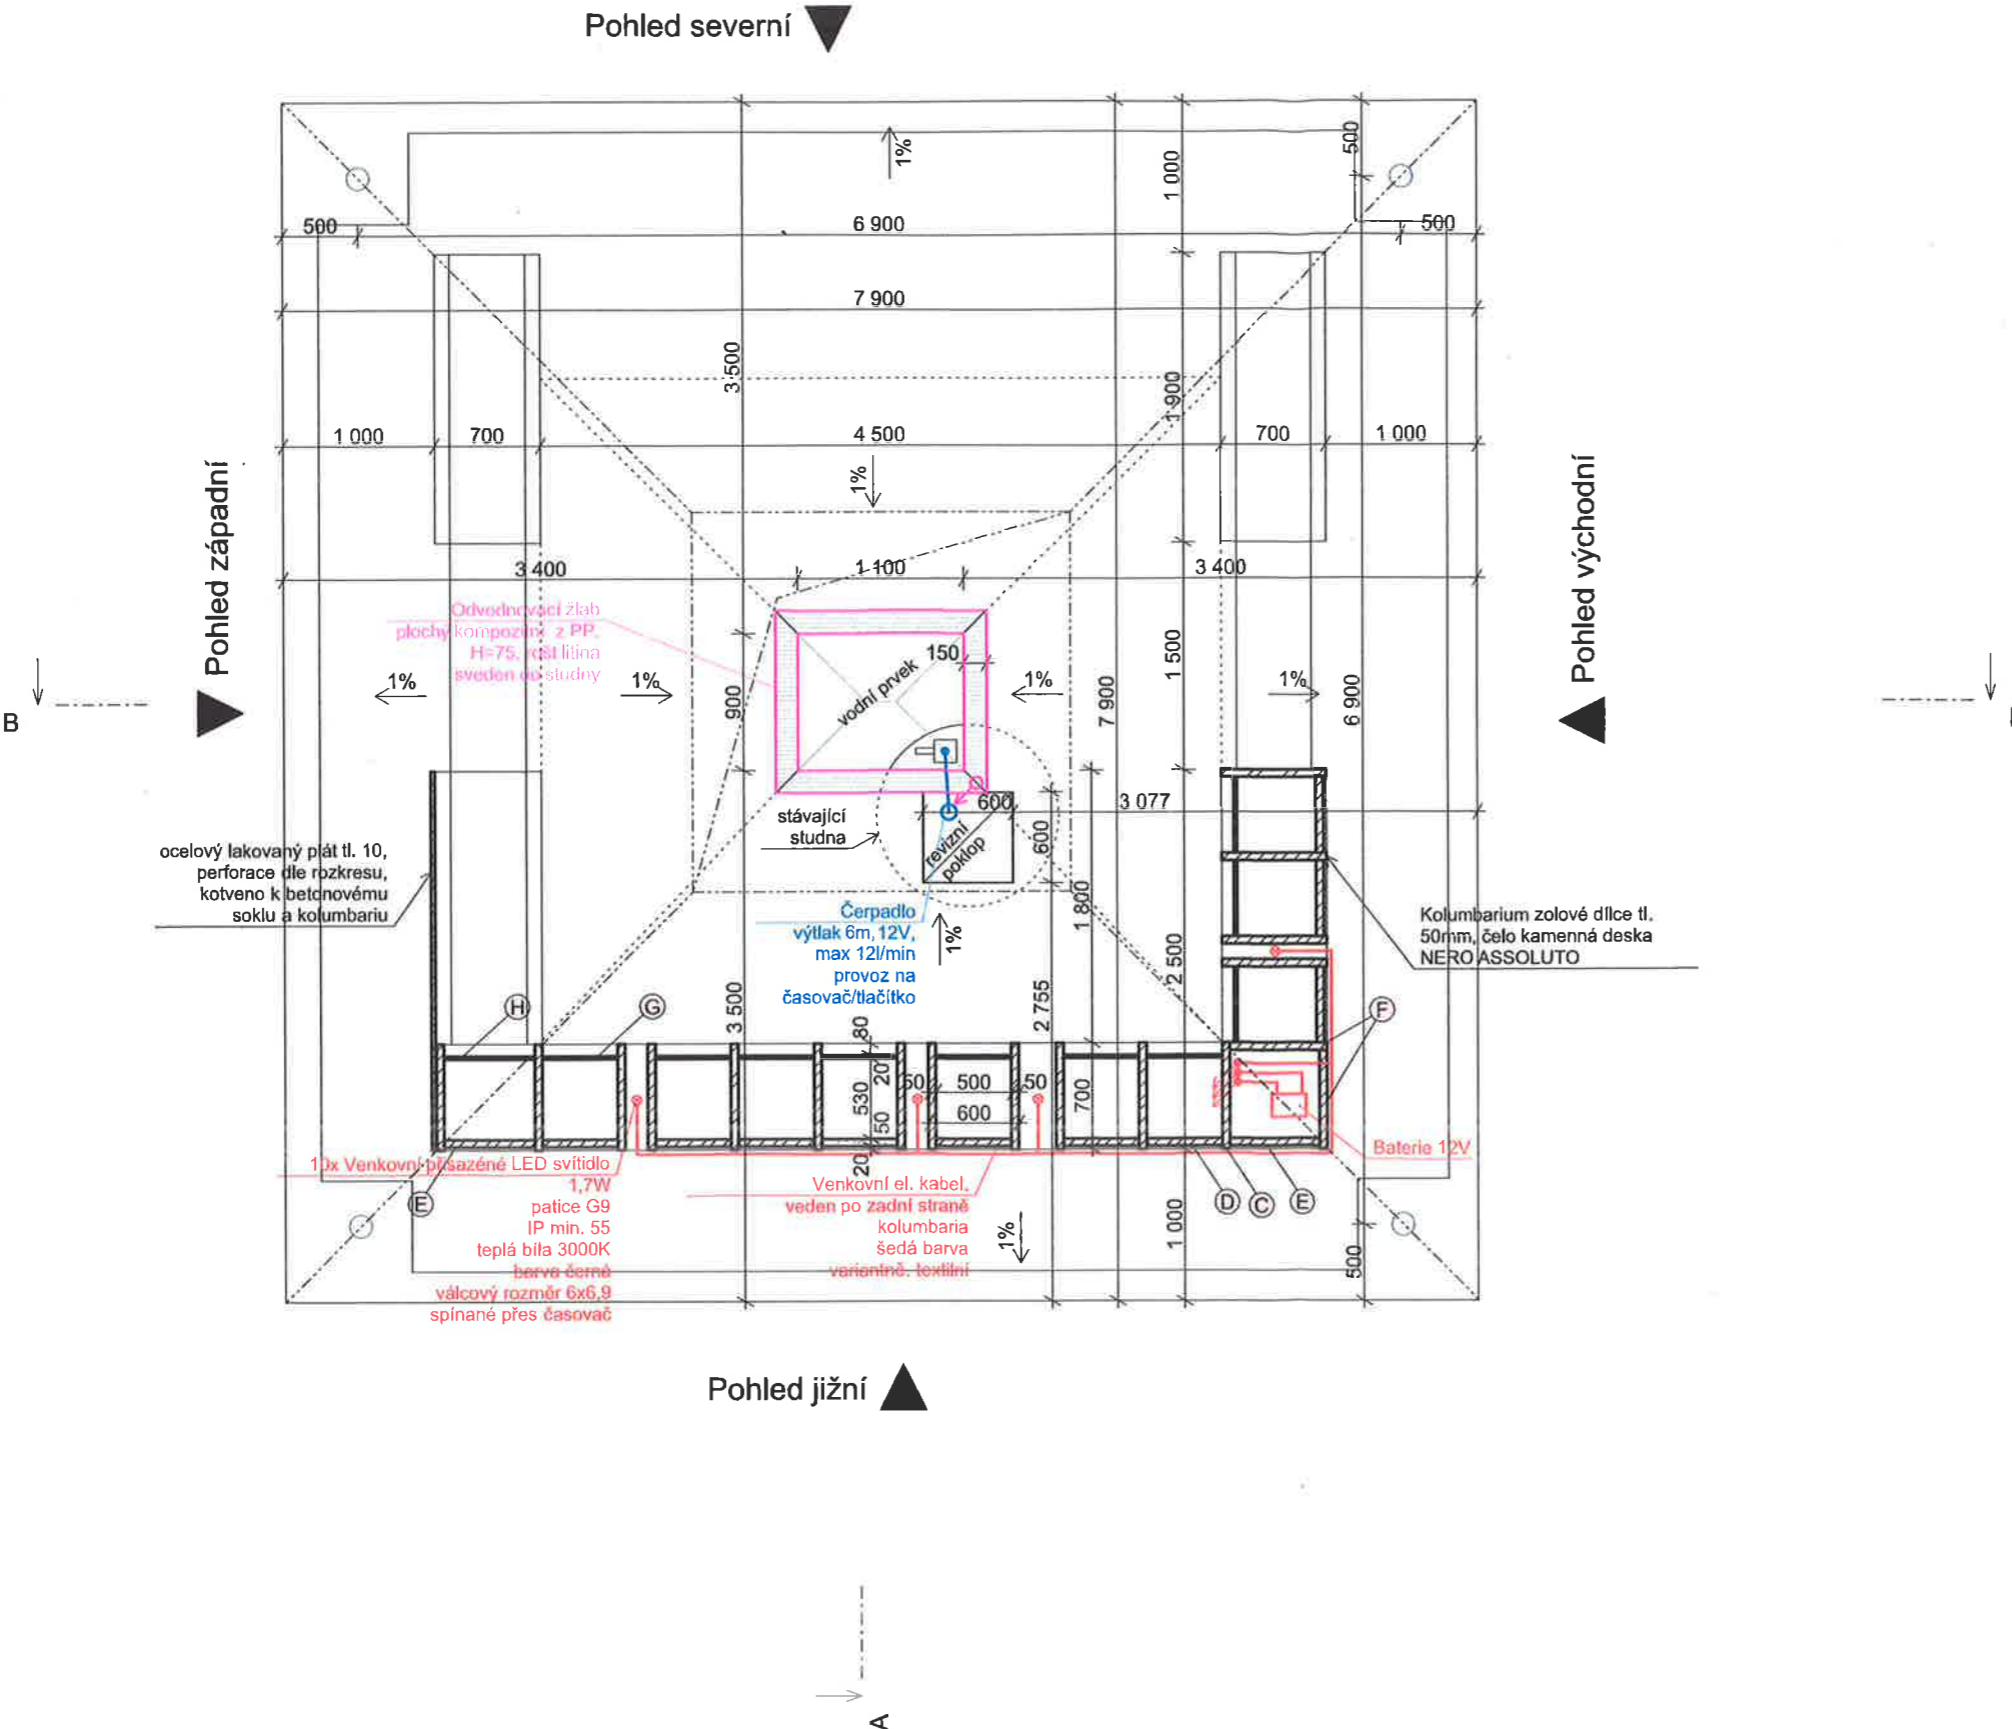 Pohled severní
500
1%
1 000
500
6 900
500
7 900
3 500
1 900
1 000
700
4 500
700
1 000
1%
Pohled západní
Pohled východní
3 400
1 100
3 400
Odvodnovací žlab
plochý kompozitní z PP,
H=75, rošt litina
sveden do studny
150
vodní prvek
1 500
1%
1%
1%
1%
900
7 900
6 900
B
600
3 077
stávající
studna
revizní
poklop
600
ocelový lakovaný plát tl. 10,
perforace dle rozkresu,
kotveno k betonovému
soklu a kolumbariu
Čerpadlo
výtlak 6m, 12V,
max 12l/min
provoz na
časovač/tlačítko
1%
1 800
2 500
Kolumbarium zolové dílce tl.
50mm, čelo kamenná deska
NERO ASSOLUTO
3 500
2 755
H
G
F
80
20
530
50
20
50
500
50
600
700
Baterie 12V
10x Venkovní přisazéné LED svítidlo
1,7W
patice G9
IP min. 55
teplá bíla 3000K
barva černá
válcový rozměr 6x6,9
spínané přes časovač
Venkovní el. kabel,
veden po zadní straně
kolumbaria
šedá barva
variantně. textilní
E
D
C
E
1%
1 000
500
Pohled jižní
A